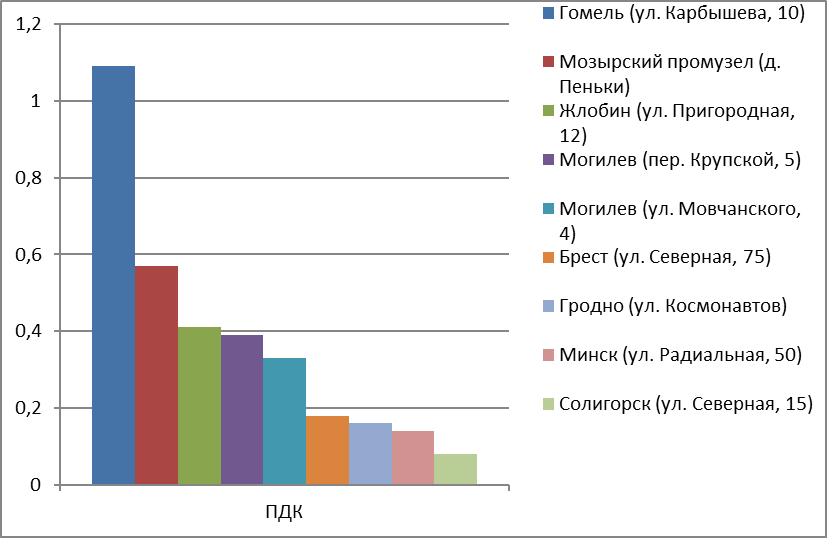 1,2
1
0,8
0,6
0,4
0,2
0
ПДК
Гомель (ул. Карбышева, 10)
Мозырский промузел (д.
Пеньки)
Жлобин (ул. Пригородная,
12)
Могилев (пер. Крупской, 5)
Могилев (ул. Мовчанского,
4)
Брест (ул. Северная, 75)
Гродно (ул. Космонавтов)
Минск (ул. Радиальная, 50)
Солигорск (ул. Северная, 15)